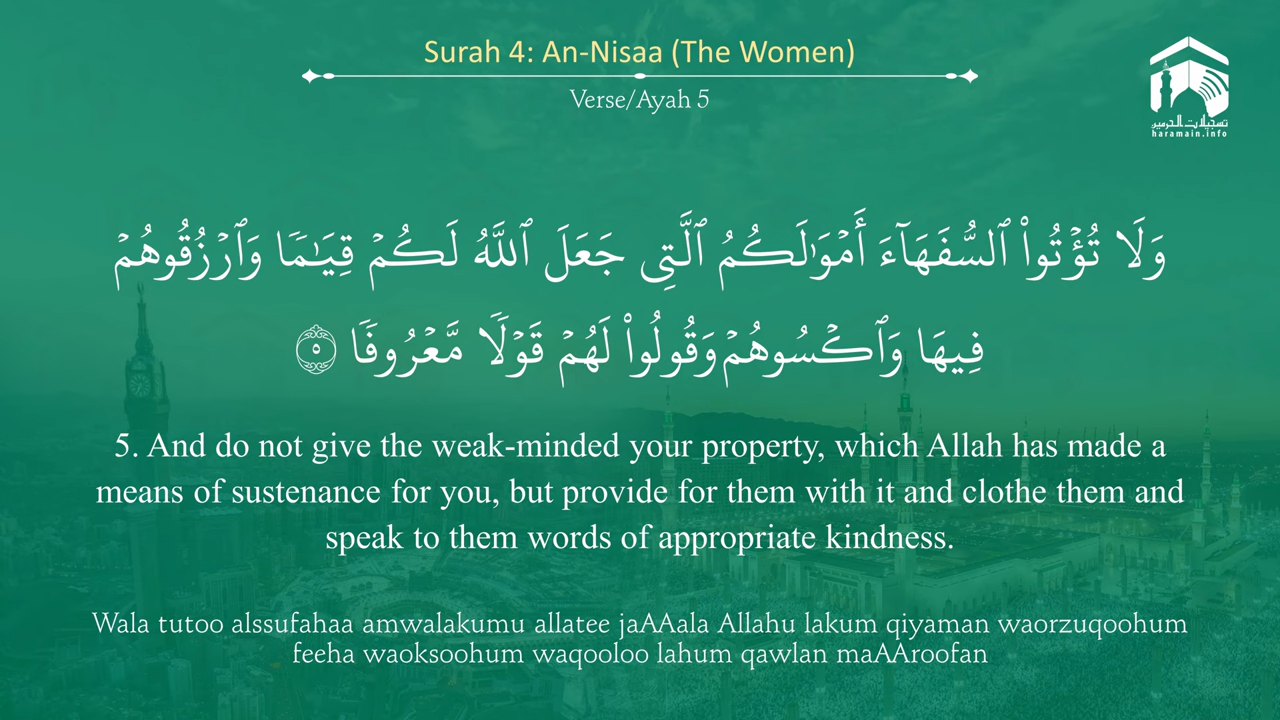 Surah 4: An-Nisaa (The Women)
Verse/Ayah 5
تسجيلات الحرمين
haramain.info
وَلَا تُؤۡتُواْ ٱلسُّفَهَآءَ أَمۡوَٰلَكُمُ ٱلَّتِي جَعَلَ ٱللَّهُ لَكُمۡ قِيَٰمٗا وَٱرۡزُقُوهُمۡ
فِيهَا وَٱكۡسُوهُمۡ وَقُولُواْ لَهُمۡ قَوۡلٗا مَّعۡرُوفٗا ٥
5. And do not give the weak-minded your property, which Allah has made a
means of sustenance for you, but provide for them with it and clothe them and
speak to them words of appropriate kindness.
Wala tutoo alssufahaa amwalakumu allatee jaAAala Allahu lakum qiyaman waorzuqoohum
feeha waoksoohum waqooloo lahum qawlan maAAroofan